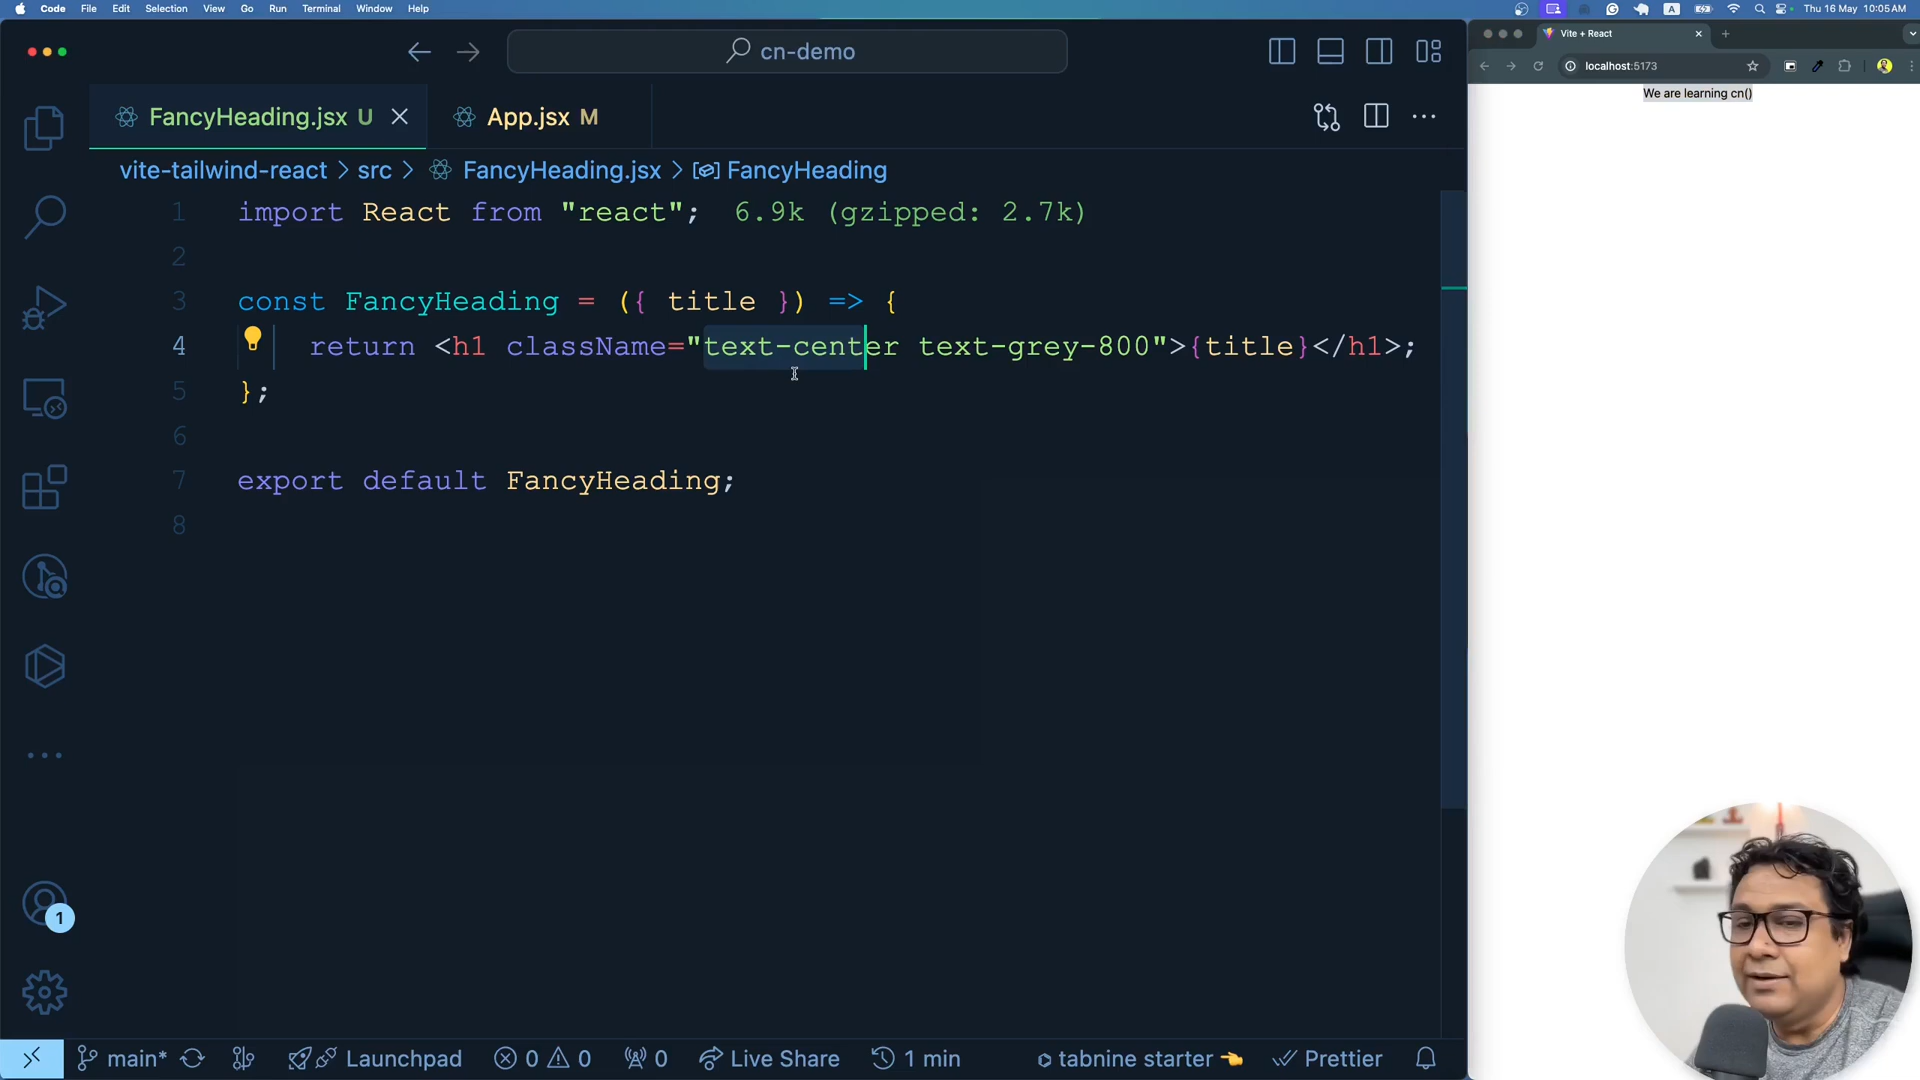 Code File Edit Selection View Go Run Terminal Window Help
A
Thu 16 May 10:05 AM
cn-demo
Vite + React
localhost:5173
We are learning cn()
FancyHeading.jsx U
App.jsx M
vite-tailwind-react > src > FancyHeading.jsx > FancyHeading
1 import React from "react"; 6.9k (gzipped: 2.7k)
2
3 const FancyHeading = ({ title }) => {
4 return <h1 className="text-center text-grey-800">{title}</h1>;
5 };
6
7 export default FancyHeading;
8
1
main* Launchpad 0 0 0 Live Share 1 min tabnine starter Prettier